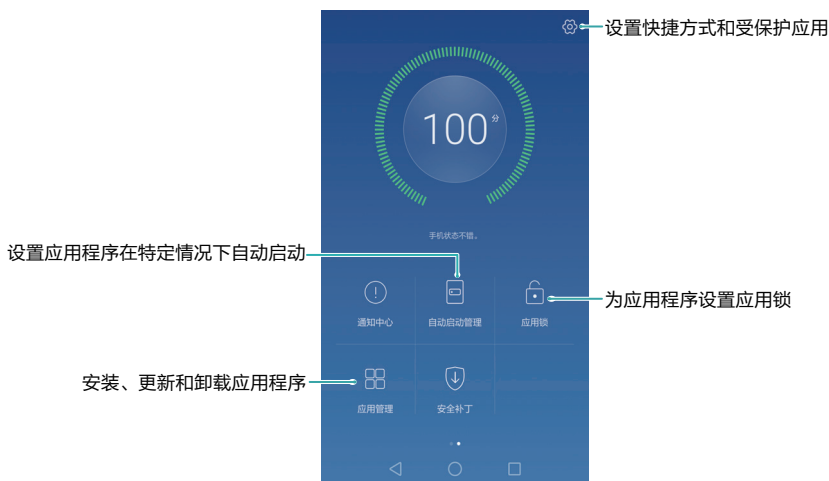 设置快捷方式和受保护应用
100分
手机状态不错。
设置应用程序在特定情况下自动启动
通知中心
自动启动管理
应用锁
为应用程序设置应用锁
安装、更新和卸载应用程序
应用管理
安全补丁